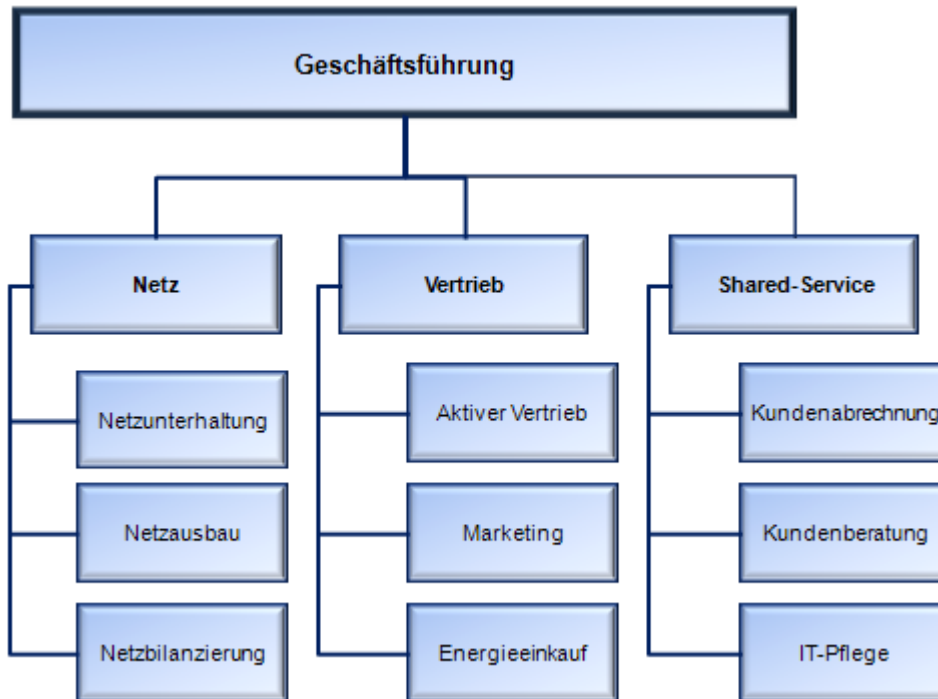 Geschäftsführung
Netz
Vertrieb
Shared-Service
Netzunterhaltung
Aktiver Vertrieb
Kundenabrechnung
Netzausbau
Marketing
Kundenberatung
Netzbilanzierung
Energieeinkauf
IT-Pflege